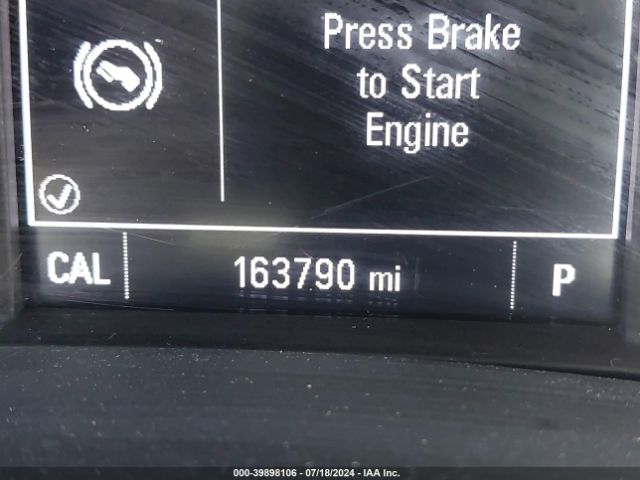 Press Brake
to Start
Engine
CAL 163790 mi P
000-39898106 - 07/18/2024 - IAA Inc.